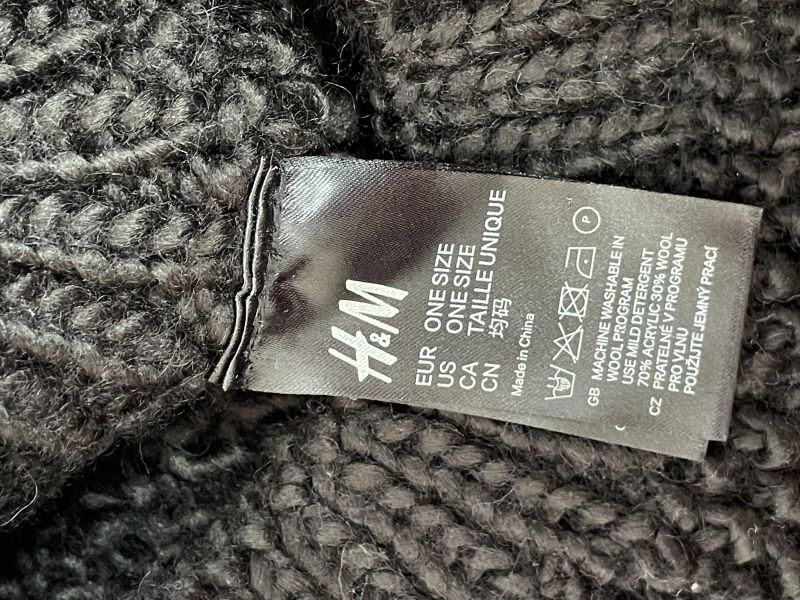 H&M
EUR ONE SIZE
US ONE SIZE
CA TAILLE UNIQUE
CN 均码
Made in China
P
GB MACHINE WASHABLE IN
WOOL PROGRAM
USE MILD DETERGENT
70% ACRYLIC 30% WOOL
CZ PRATELNÉ V PROGRAMU
PRO VLNU
POUŽIJTE JEMNÝ PRACÍ